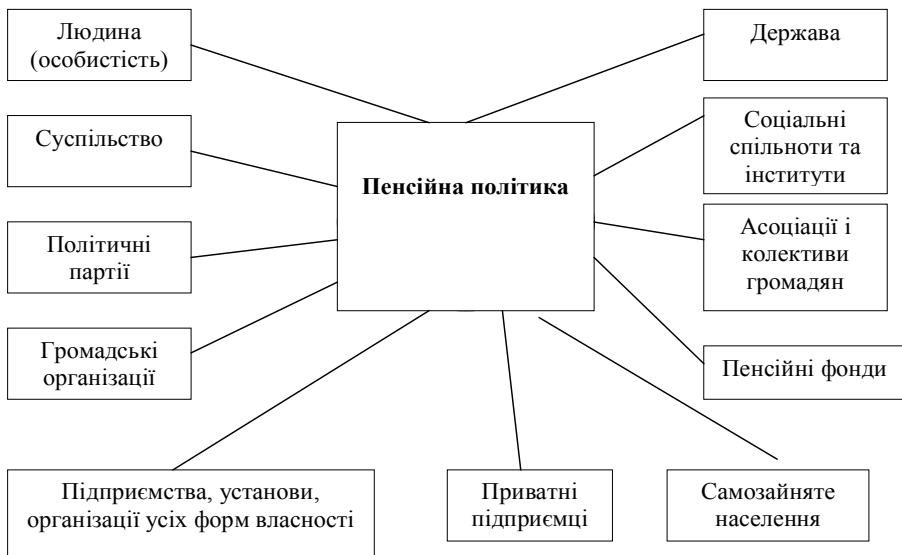 Людина
(особистість)
Держава
Суспільство
Соціальні
спільноти та
інститути
Пенсійна політика
Політичні
партії
Асоціації і
колективи
громадян
Громадські
організації
Пенсійні фонди
Підприємства, установи,
організації усіх форм власності
Приватні
підприємці
Самозайняте
населення